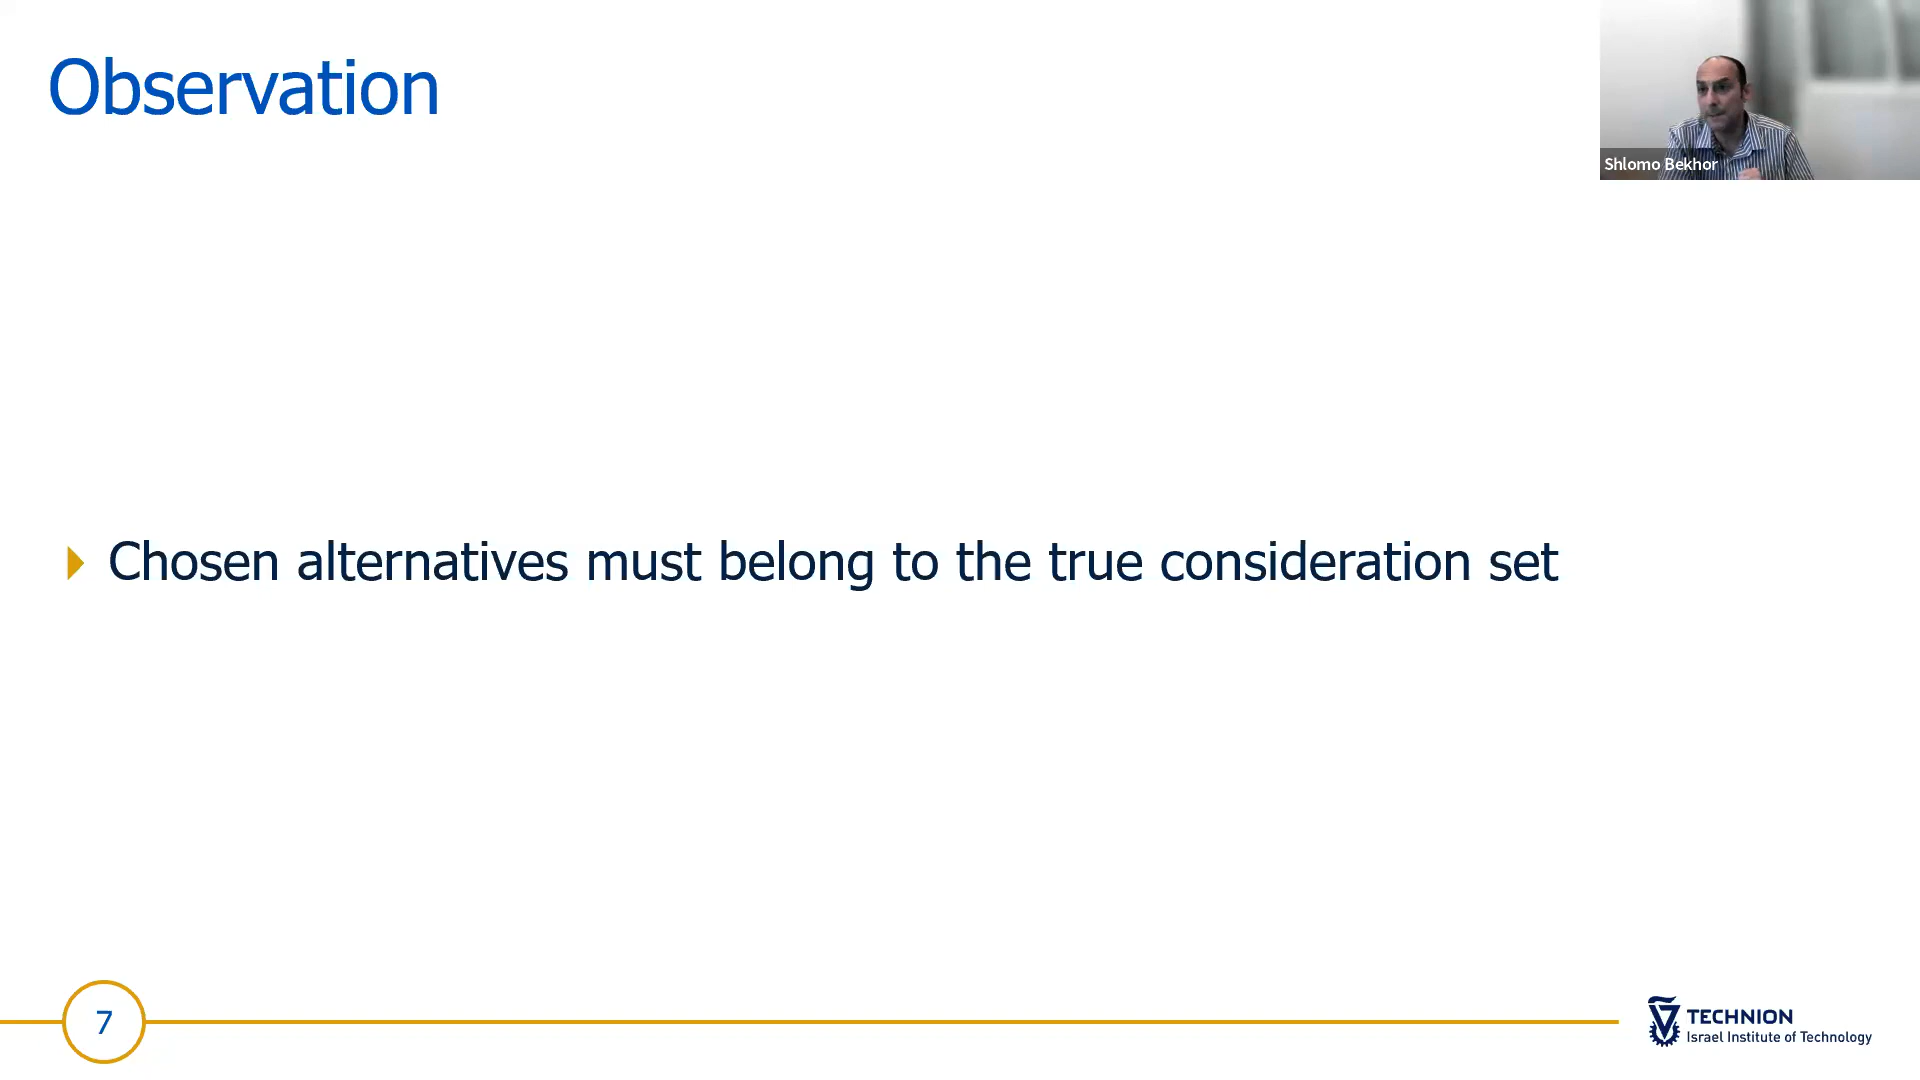 Observation
Shlomo Bekhor
Chosen alternatives must belong to the true consideration set
7
TECHNION
Israel Institute of Technology